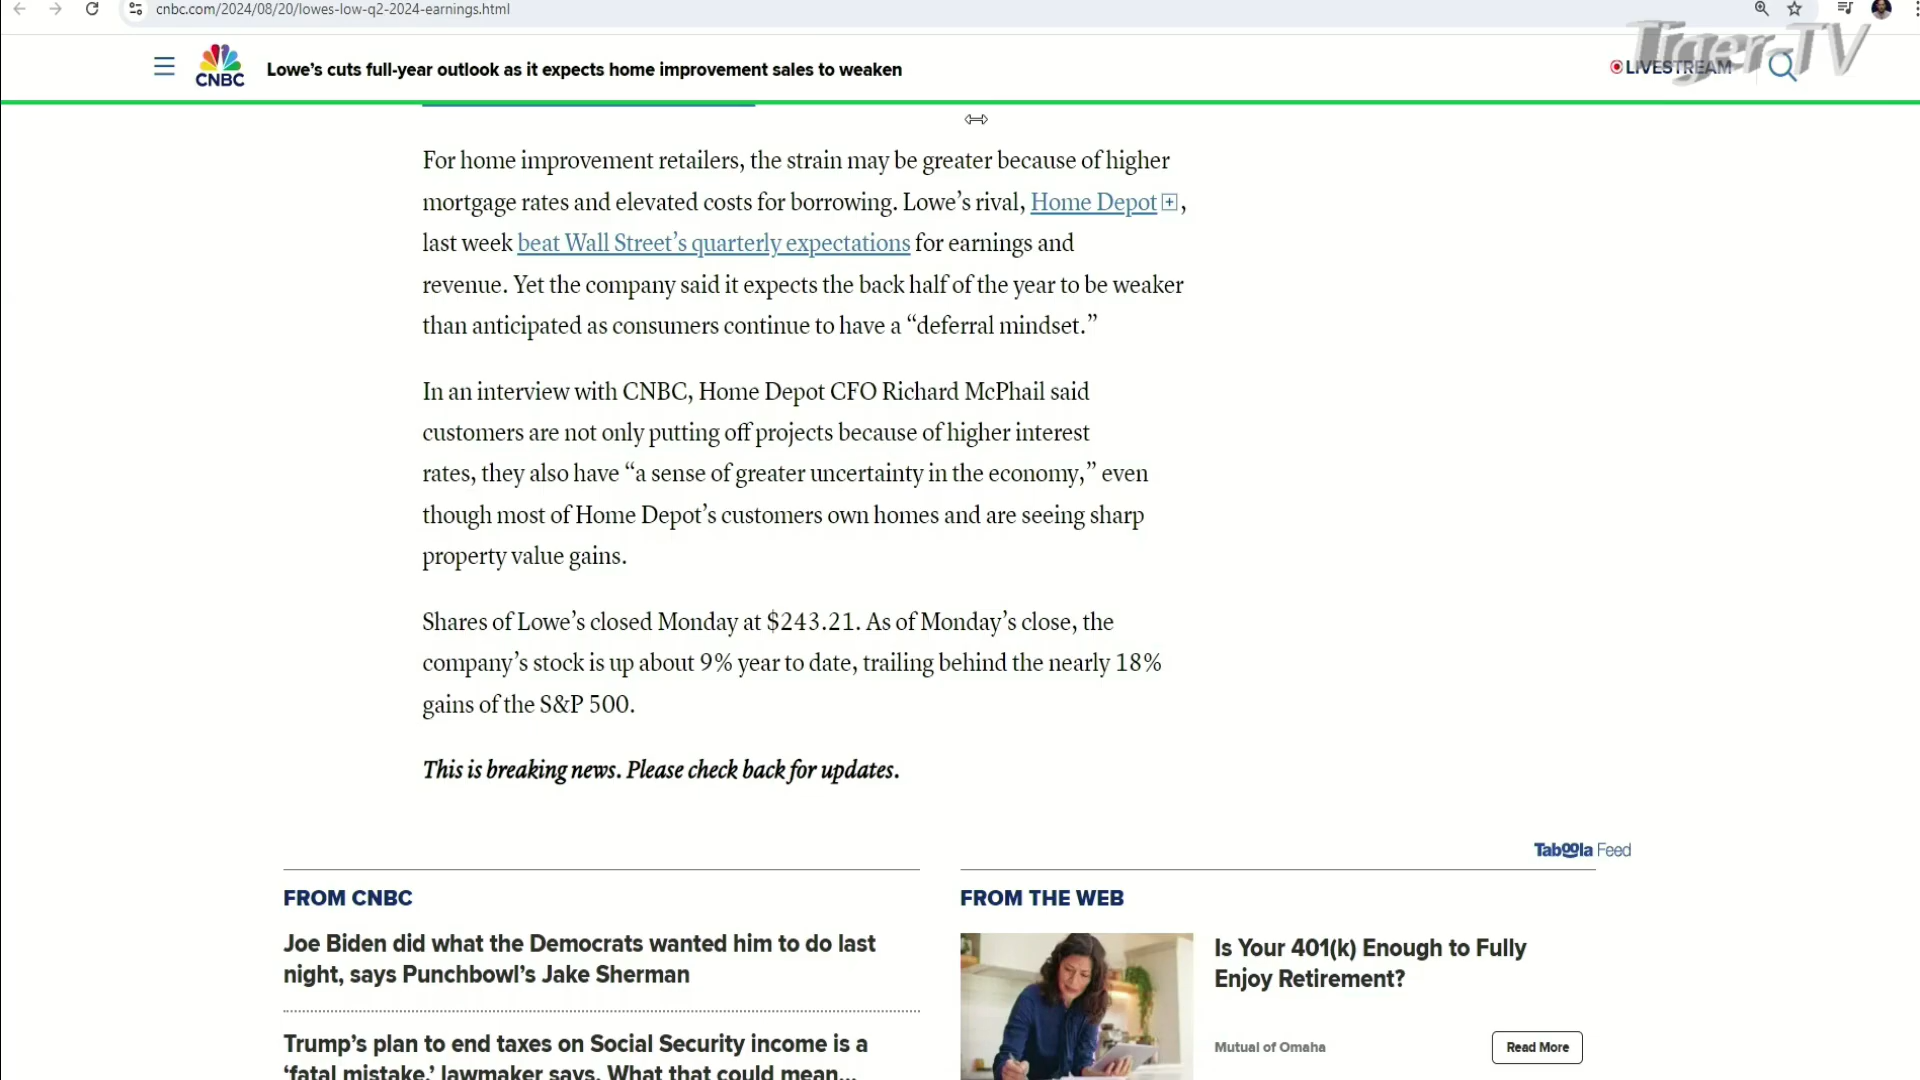 cnbc.com/2024/08/20/lowes-low-q2-2024-earnings.html
Tiger TV
CNBC
Lowe’s cuts full-year outlook as it expects home improvement sales to weaken
LIVESTREAM
For home improvement retailers, the strain may be greater because of higher
mortgage rates and elevated costs for borrowing. Lowe’s rival, Home Depot,
last week beat Wall Street’s quarterly expectations for earnings and
revenue. Yet the company said it expects the back half of the year to be weaker
than anticipated as consumers continue to have a “deferral mindset.”
In an interview with CNBC, Home Depot CFO Richard McPhail said
customers are not only putting off projects because of higher interest
rates, they also have “a sense of greater uncertainty in the economy,” even
though most of Home Depot’s customers own homes and are seeing sharp
property value gains.
Shares of Lowe’s closed Monday at $243.21. As of Monday’s close, the
company’s stock is up about 9% year to date, trailing behind the nearly 18%
gains of the S&P 500.
This is breaking news. Please check back for updates.
Taboola Feed
FROM CNBC
Joe Biden did what the Democrats wanted him to do last
night, says Punchbowl’s Jake Sherman
Trump’s plan to end taxes on Social Security income is a
‘fatal mistake,’ lawmaker says. What that could mean...
FROM THE WEB
Is Your 401(k) Enough to Fully
Enjoy Retirement?
Mutual of Omaha
Read More